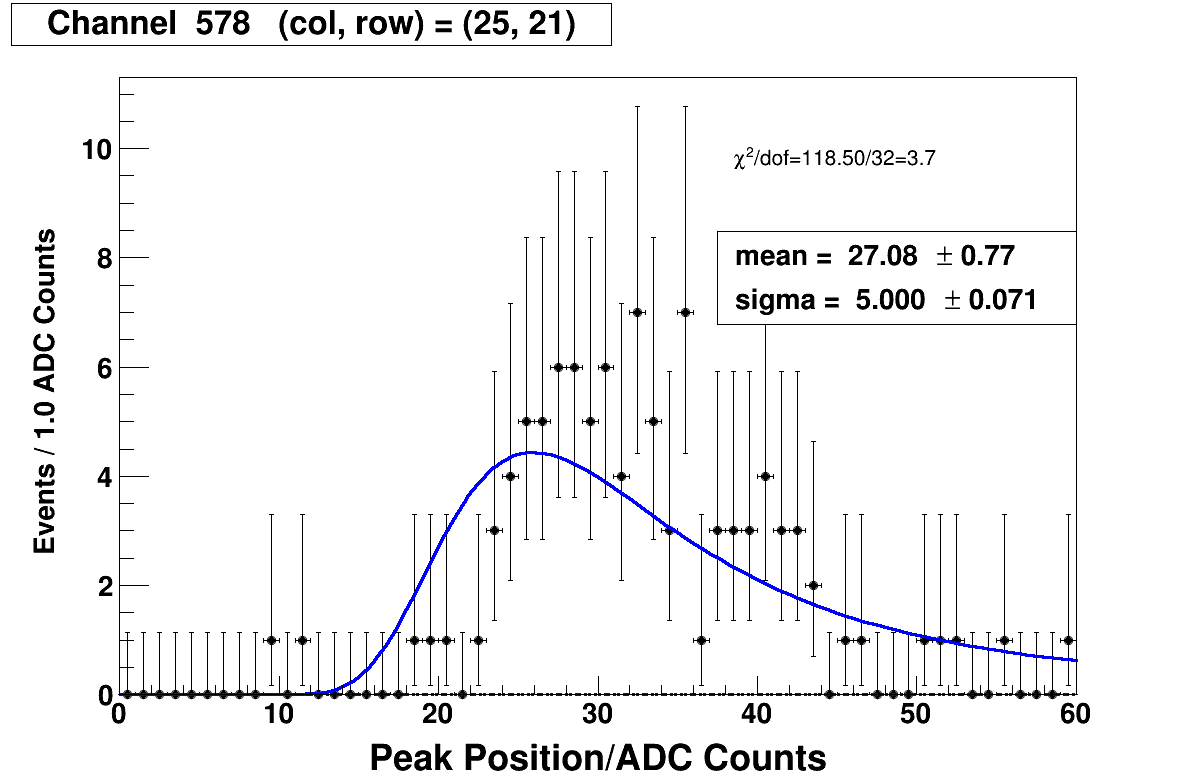 Channel 578 (col, row) = (25, 21)
χ²/dof=118.50/32=3.7
mean = 27.08 ± 0.77
sigma = 5.000 ± 0.071
Events / 1.0 ADC Counts
10
8
6
4
2
0
0 10 20 30 40 50 60
Peak Position/ADC Counts